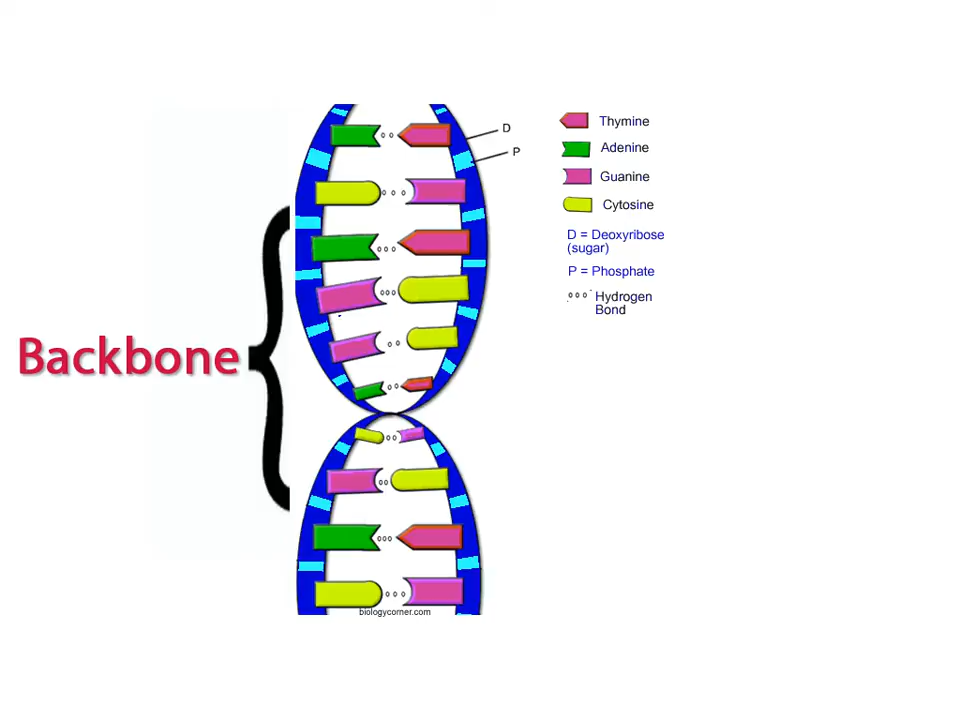 Backbone
D
P
Thymine
Adenine
Guanine
Cytosine
D = Deoxyribose
(sugar)
P = Phosphate
Hydrogen
Bond
biologycorner.com